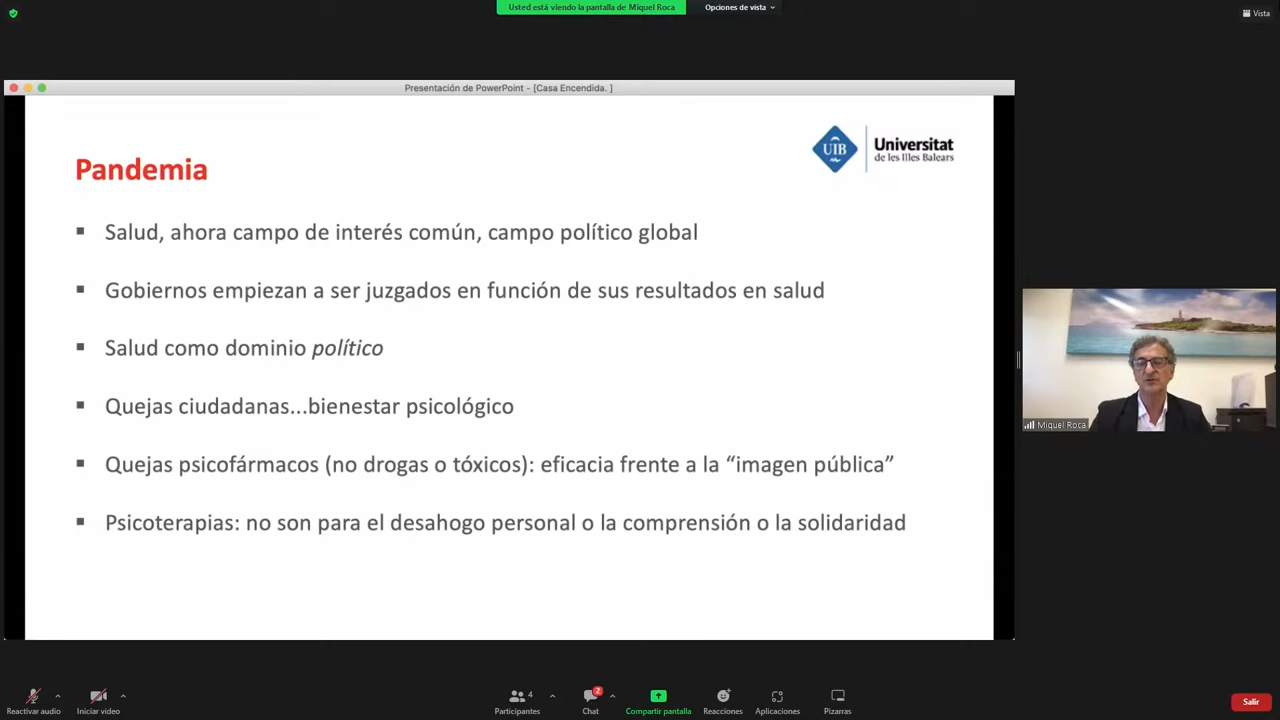 Usted está viendo la pantalla de Miquel Roca
Opciones de vista
Vista
Presentación de PowerPoint - [Casa Encendida. ]
UIB
Universitat
de les Illes Balears
Pandemia
Salud, ahora campo de interés común, campo político global
Gobiernos empiezan a ser juzgados en función de sus resultados en salud
Salud como dominio político
Quejas ciudadanas...bienestar psicológico
Quejas psicofármacos (no drogas o tóxicos): eficacia frente a la “imagen pública”
Psicoterapias: no son para el desahogo personal o la comprensión o la solidaridad
Miquel Roca
4
2
Reactivar audio
Iniciar video
Participantes
Chat
Compartir pantalla
Reacciones
Aplicaciones
Pizarras
Salir